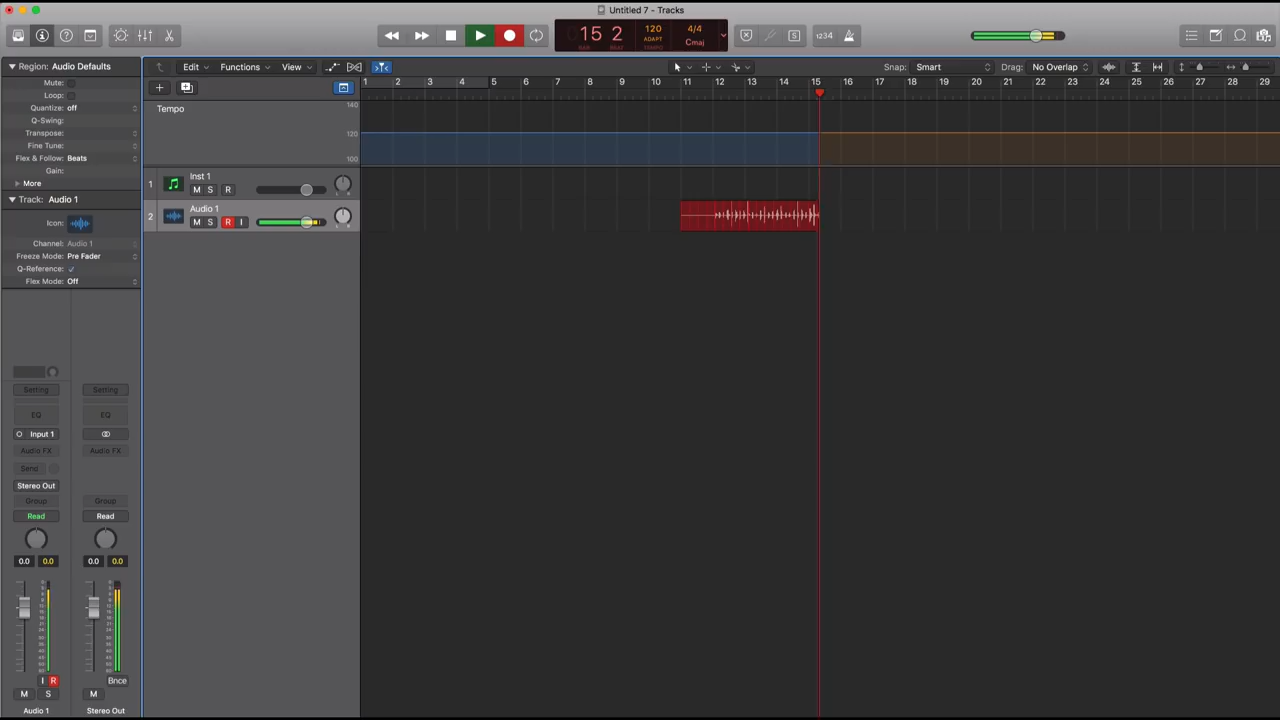 Untitled 7 - Tracks
15 2
BAR BEAT
120
ADAPT
TEMPO
4/4
Cmaj
1234
S
Region: Audio Defaults
Edit Functions View
Snap: Smart
Drag: No Overlap
Mute:
Loop:
Quantize: off
Q-Swing:
Transpose:
Fine Tune:
Flex & Follow: Beats
Gain:
More
Track: Audio 1
Icon:
Channel: Audio 1
Freeze Mode: Pre Fader
Q-Reference: ✓
Flex Mode: Off
1 2 3 4 5 6 7 8 9 10 11 12 13 14 15 16 17 18 19 20 21 22 23 24 25 26 27 28 29
Tempo
140
120
100
1
Inst 1
M S R
2
Audio 1
M S R I
Setting Setting
EQ EQ
Input 1
Audio FX Audio FX
Send
Stereo Out
Group Group
Read Read
0.0 0.0 0.0 0.0
I R Bnce
M S M
Audio 1 Stereo Out